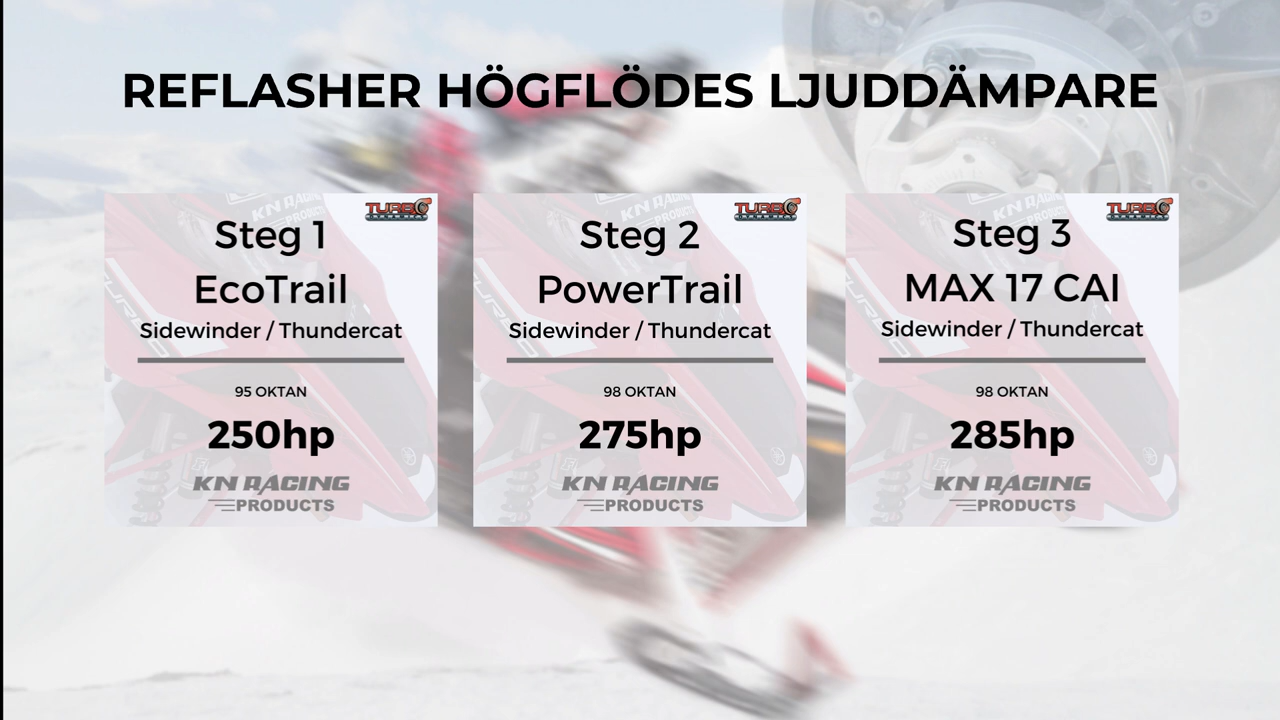 REFLASHER HÖGFLÖDES LJUDDÄMPARE
Steg 1
EcoTrail
Sidewinder / Thundercat
95 OKTAN
250hp
KN RACING
PRODUCTS
Steg 2
PowerTrail
Sidewinder / Thundercat
98 OKTAN
275hp
KN RACING
PRODUCTS
Steg 3
MAX 17 CAI
Sidewinder / Thundercat
98 OKTAN
285hp
KN RACING
PRODUCTS